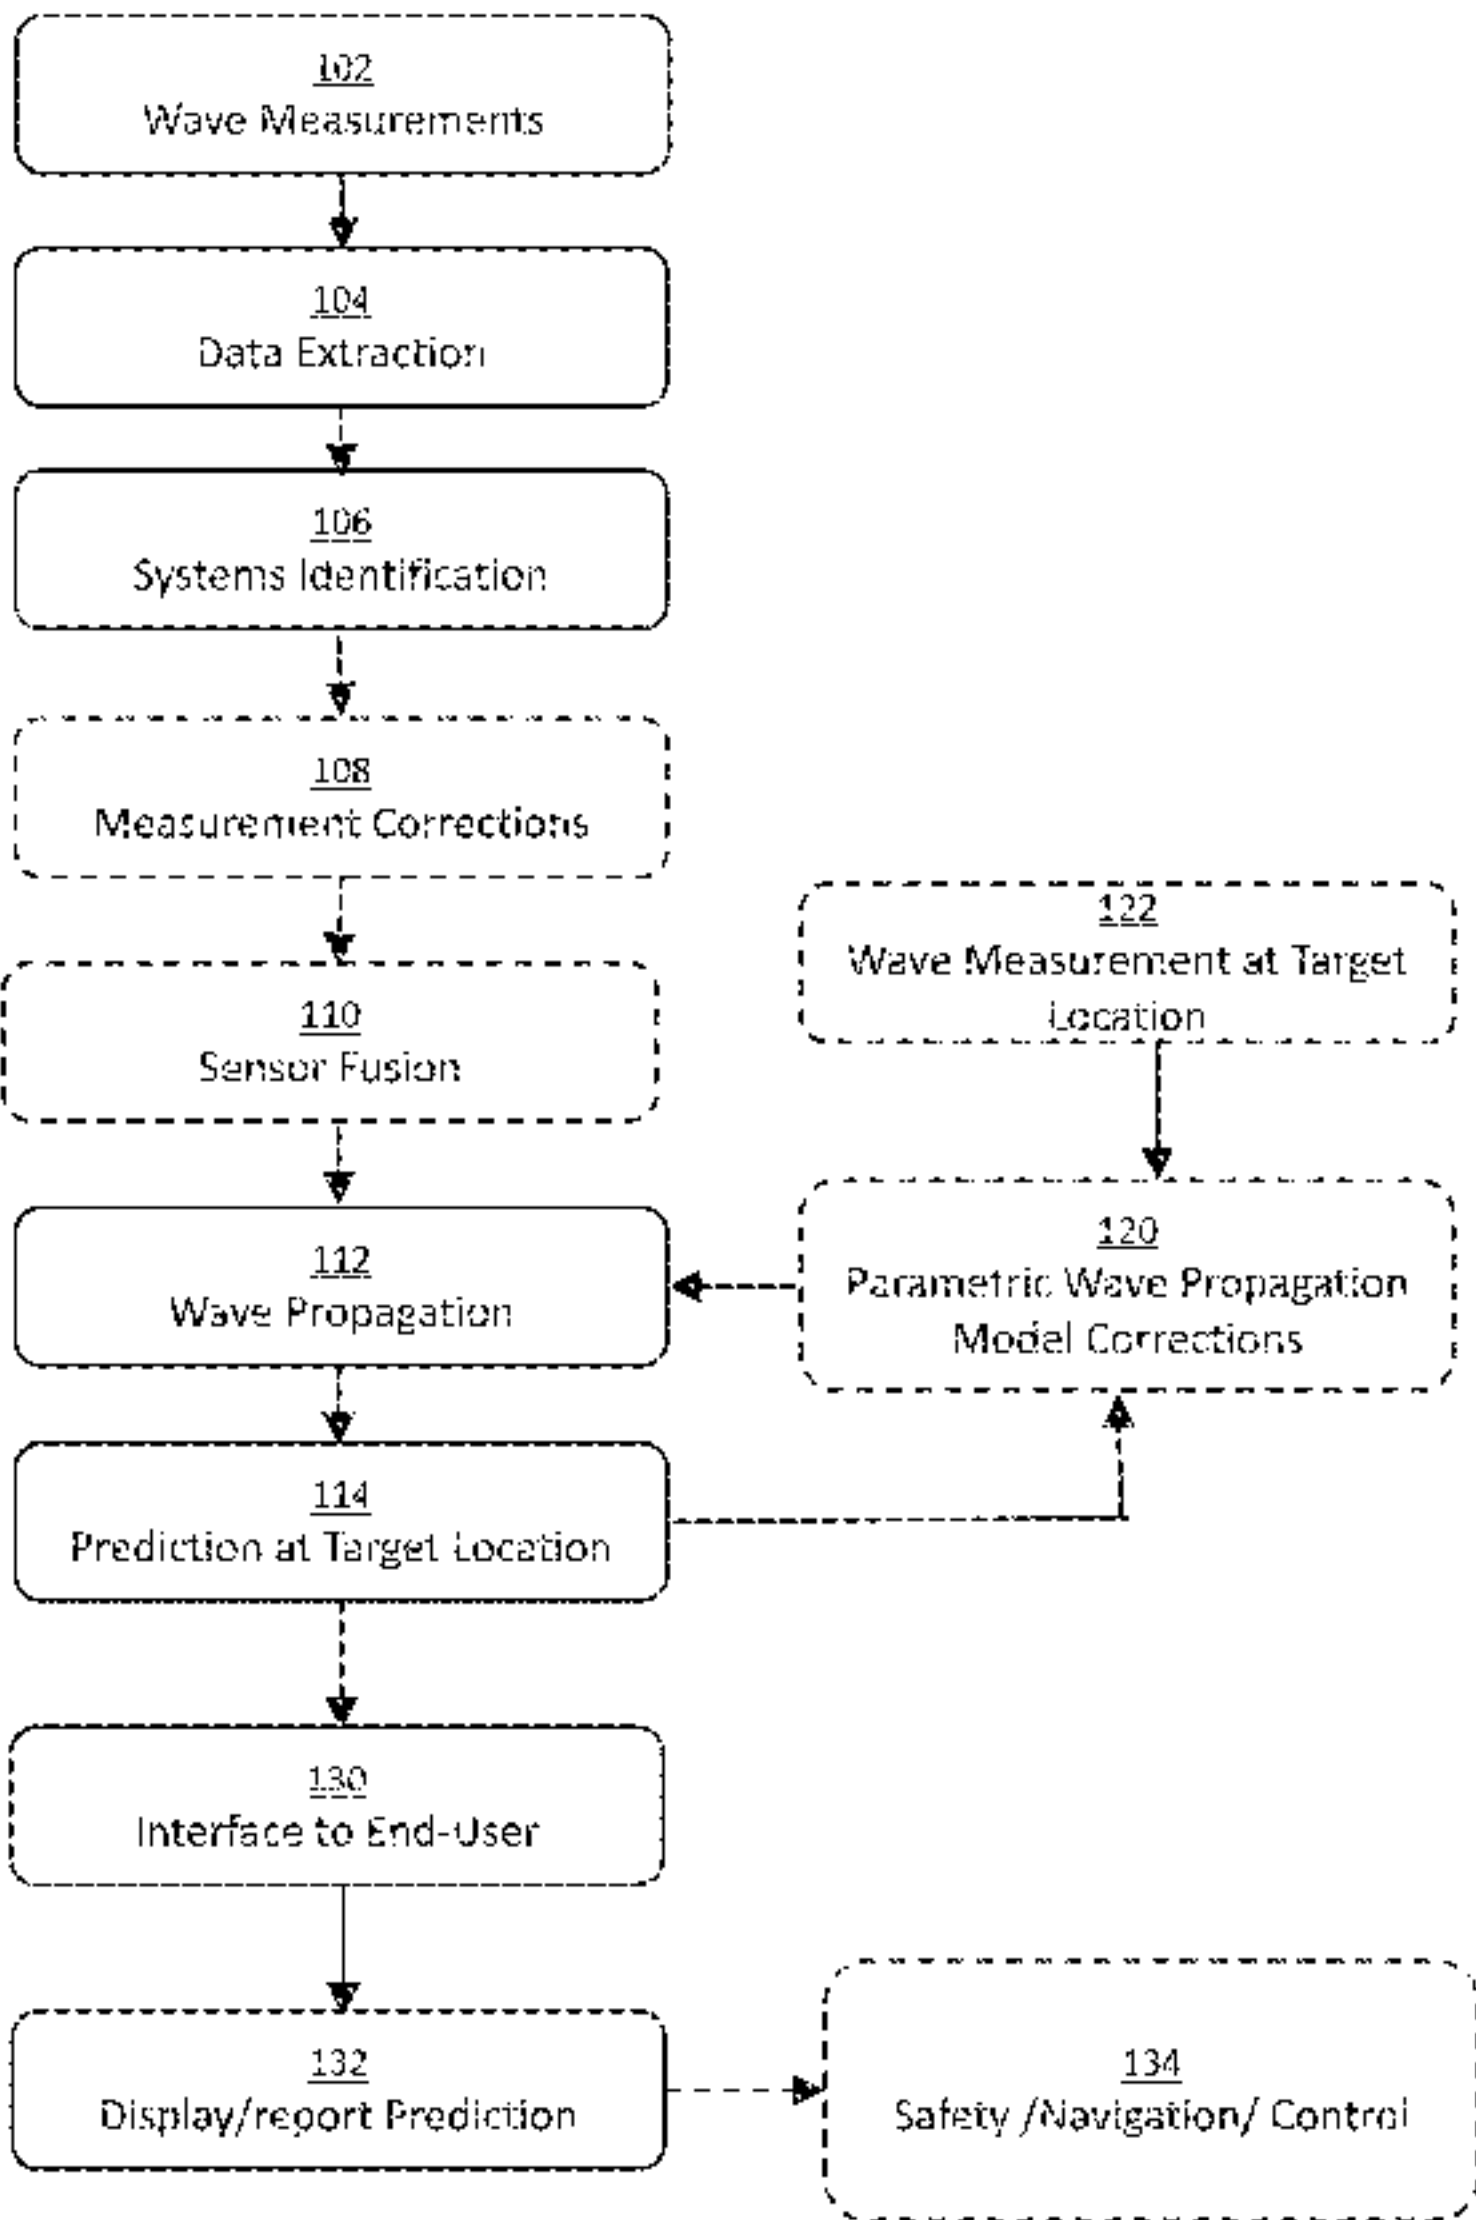 102
Wave Measurements
104
Data Extraction
106
Systems Identification
108
Measurement Corrections
110
Sensor Fusion
122
Wave Measurement at Target
Location
112
Wave Propagation
120
Parametric Wave Propagation
Model Corrections
114
Prediction at Target Location
130
Interface to End-User
132
Display/report Prediction
134
Safety /Navigation/ Control